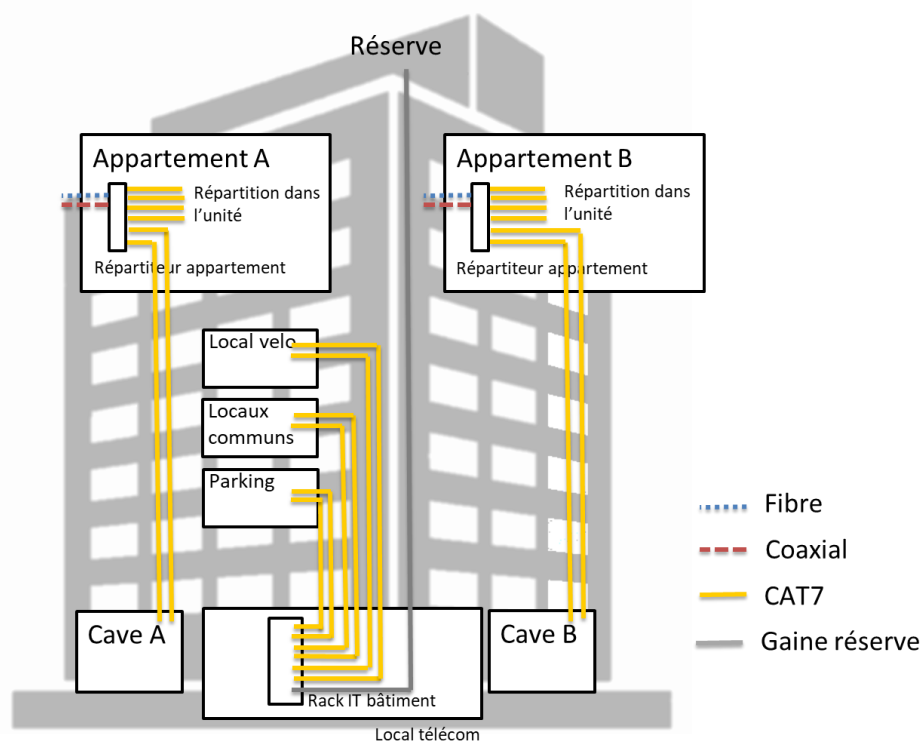 Réserve
Appartement A
Répartition dans
l'unité
Répartiteur appartement
Appartement B
Répartition dans
l'unité
Répartiteur appartement
Local velo
Locaux
communs
Parking
Fibre
Coaxial
CAT7
Gaine réserve
Cave A
Cave B
Rack IT bâtiment
Local télécom